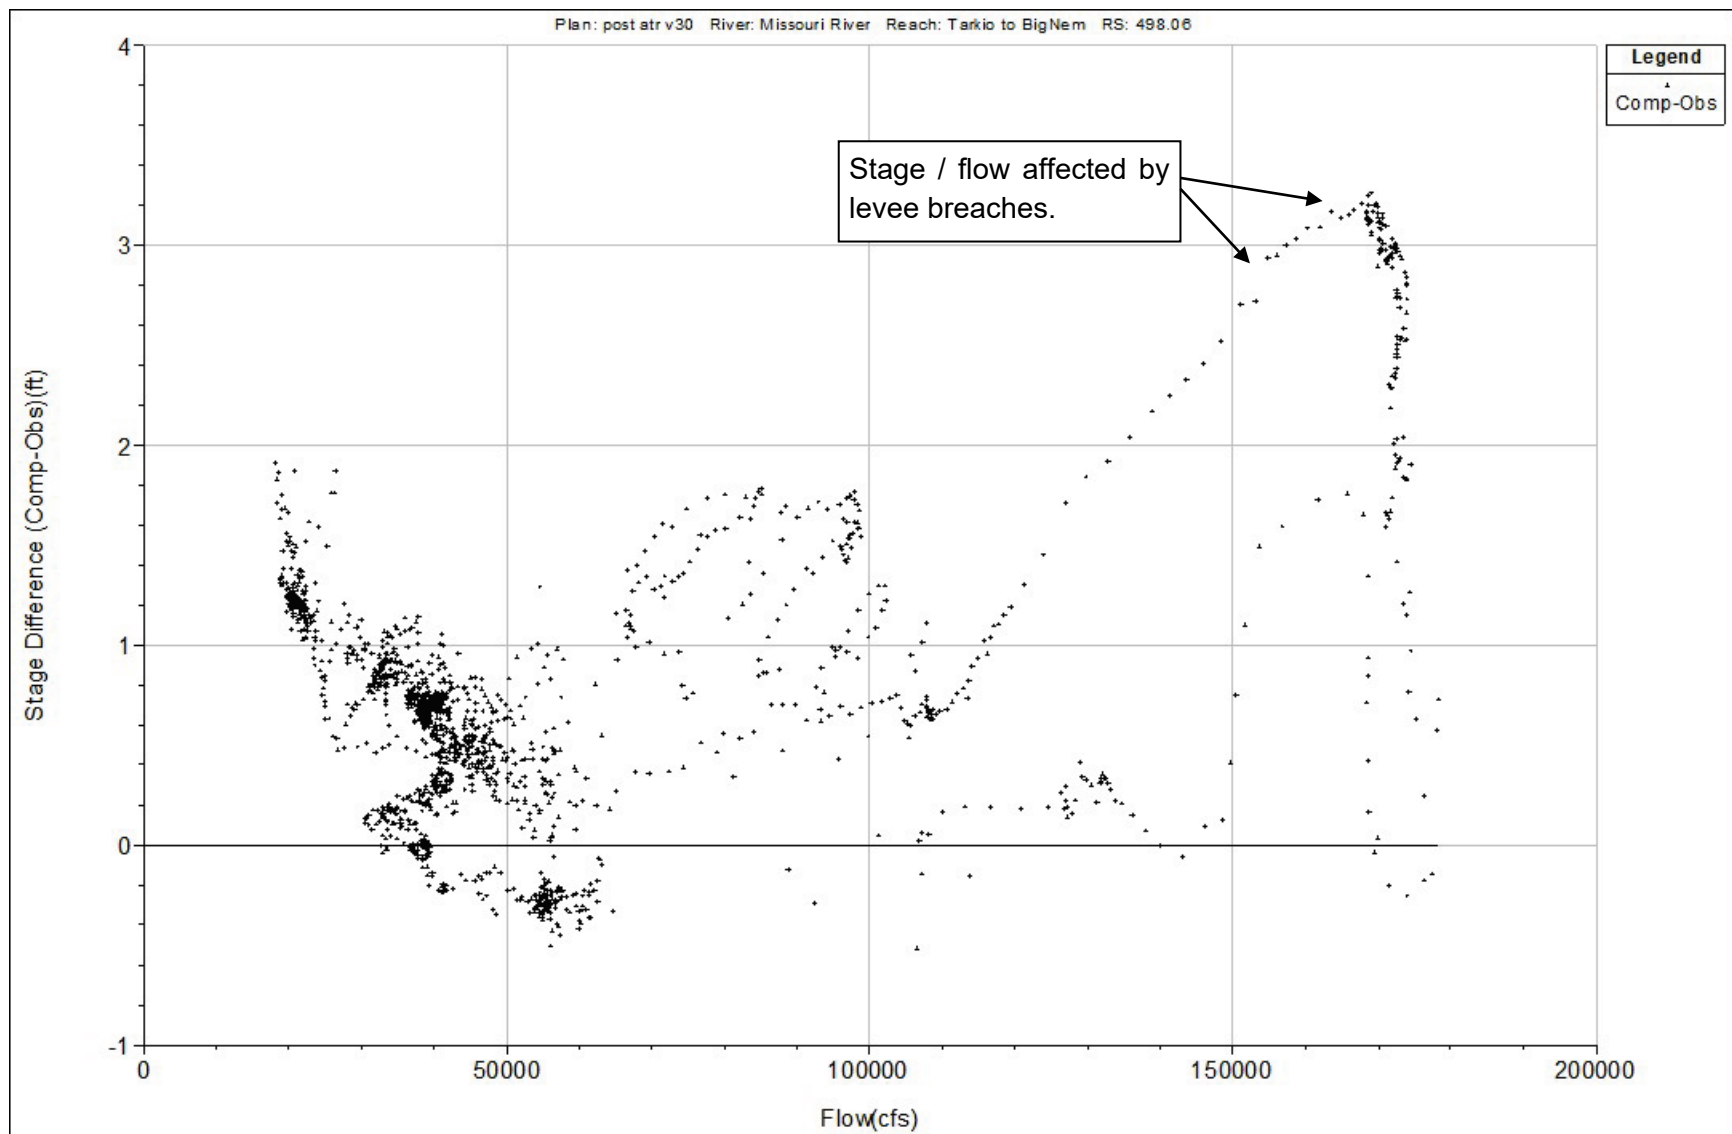 Plan: post atr v30 River: Missouri River Reach: Tarkio to BigNem RS: 498.06
4
3
2
1
0
-1
Stage Difference (Comp-Obs)(ft)
Stage / flow affected by
levee breaches.
Legend
Comp-Obs
0
50000
100000
150000
200000
Flow(cfs)